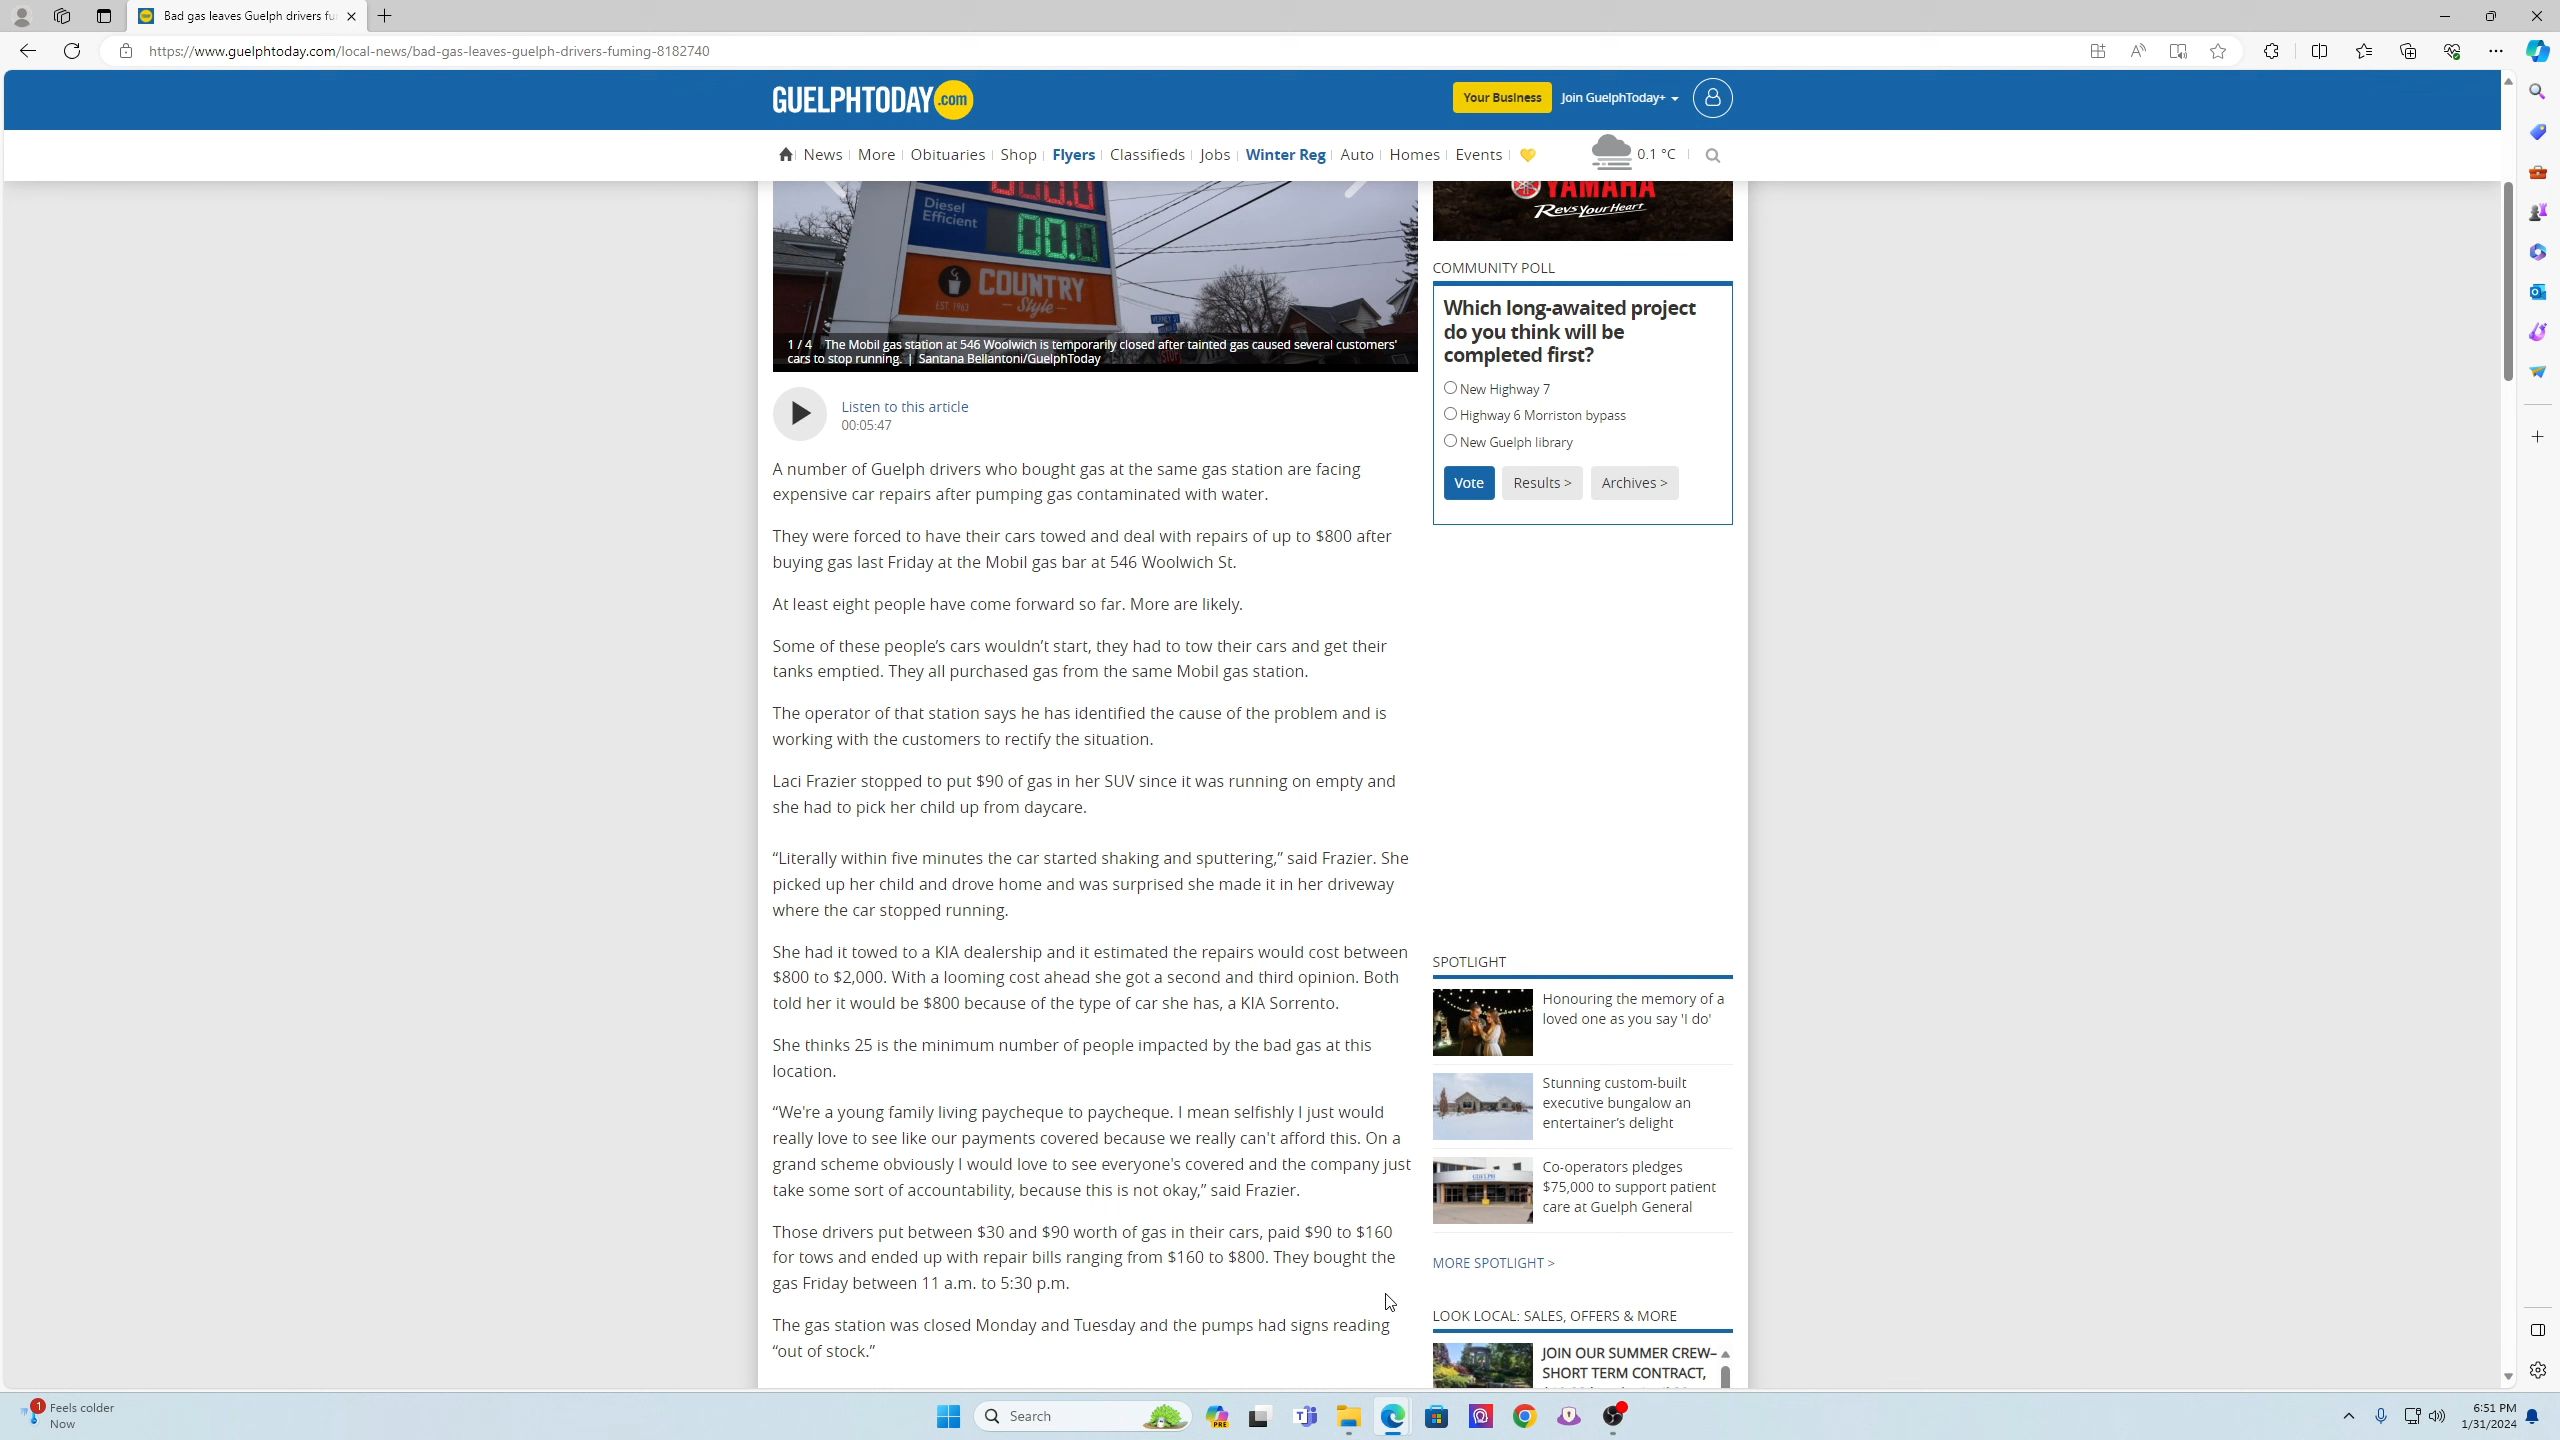 Bad gas leaves Guelph drivers fu
https://www.guelphtoday.com/local-news/bad-gas-leaves-guelph-drivers-fuming-8182740
GUELPHTODAY.com
Your Business
Join GuelphToday+
News
More
Obituaries
Shop
Flyers
Classifieds
Jobs
Winter Reg
Auto
Homes
Events
0.1 °C
Diesel
Efficient
00.0
COUNTRY
Style
EST. 1963
1 / 4 The Mobil gas station at 546 Woolwich is temporarily closed after tainted gas caused several customers'
cars to stop running. | Santana Bellantoni/GuelphToday
Listen to this article
00:05:47
A number of Guelph drivers who bought gas at the same gas station are facing
expensive car repairs after pumping gas contaminated with water.
They were forced to have their cars towed and deal with repairs of up to $800 after
buying gas last Friday at the Mobil gas bar at 546 Woolwich St.
At least eight people have come forward so far. More are likely.
Some of these people’s cars wouldn’t start, they had to tow their cars and get their
tanks emptied. They all purchased gas from the same Mobil gas station.
The operator of that station says he has identified the cause of the problem and is
working with the customers to rectify the situation.
Laci Frazier stopped to put $90 of gas in her SUV since it was running on empty and
she had to pick her child up from daycare.
“Literally within five minutes the car started shaking and sputtering,” said Frazier. She
picked up her child and drove home and was surprised she made it in her driveway
where the car stopped running.
She had it towed to a KIA dealership and it estimated the repairs would cost between
$800 to $2,000. With a looming cost ahead she got a second and third opinion. Both
told her it would be $800 because of the type of car she has, a KIA Sorrento.
She thinks 25 is the minimum number of people impacted by the bad gas at this
location.
“We're a young family living paycheque to paycheque. I mean selfishly I just would
really love to see like our payments covered because we really can't afford this. On a
grand scheme obviously I would love to see everyone's covered and the company just
take some sort of accountability, because this is not okay,” said Frazier.
Those drivers put between $30 and $90 worth of gas in their cars, paid $90 to $160
for tows and ended up with repair bills ranging from $160 to $800. They bought the
gas Friday between 11 a.m. to 5:30 p.m.
The gas station was closed Monday and Tuesday and the pumps had signs reading
“out of stock.”
YAMAHA
Revs Your Heart
COMMUNITY POLL
Which long-awaited project
do you think will be
completed first?
New Highway 7
Highway 6 Morriston bypass
New Guelph library
Vote
Results >
Archives >
SPOTLIGHT
Honouring the memory of a
loved one as you say 'I do'
Stunning custom-built
executive bungalow an
entertainer’s delight
Co-operators pledges
$75,000 to support patient
care at Guelph General
MORE SPOTLIGHT >
LOOK LOCAL: SALES, OFFERS & MORE
JOIN OUR SUMMER CREW–
SHORT TERM CONTRACT,
1
Feels colder
Now
Search
PRE
6:51 PM
1/31/2024